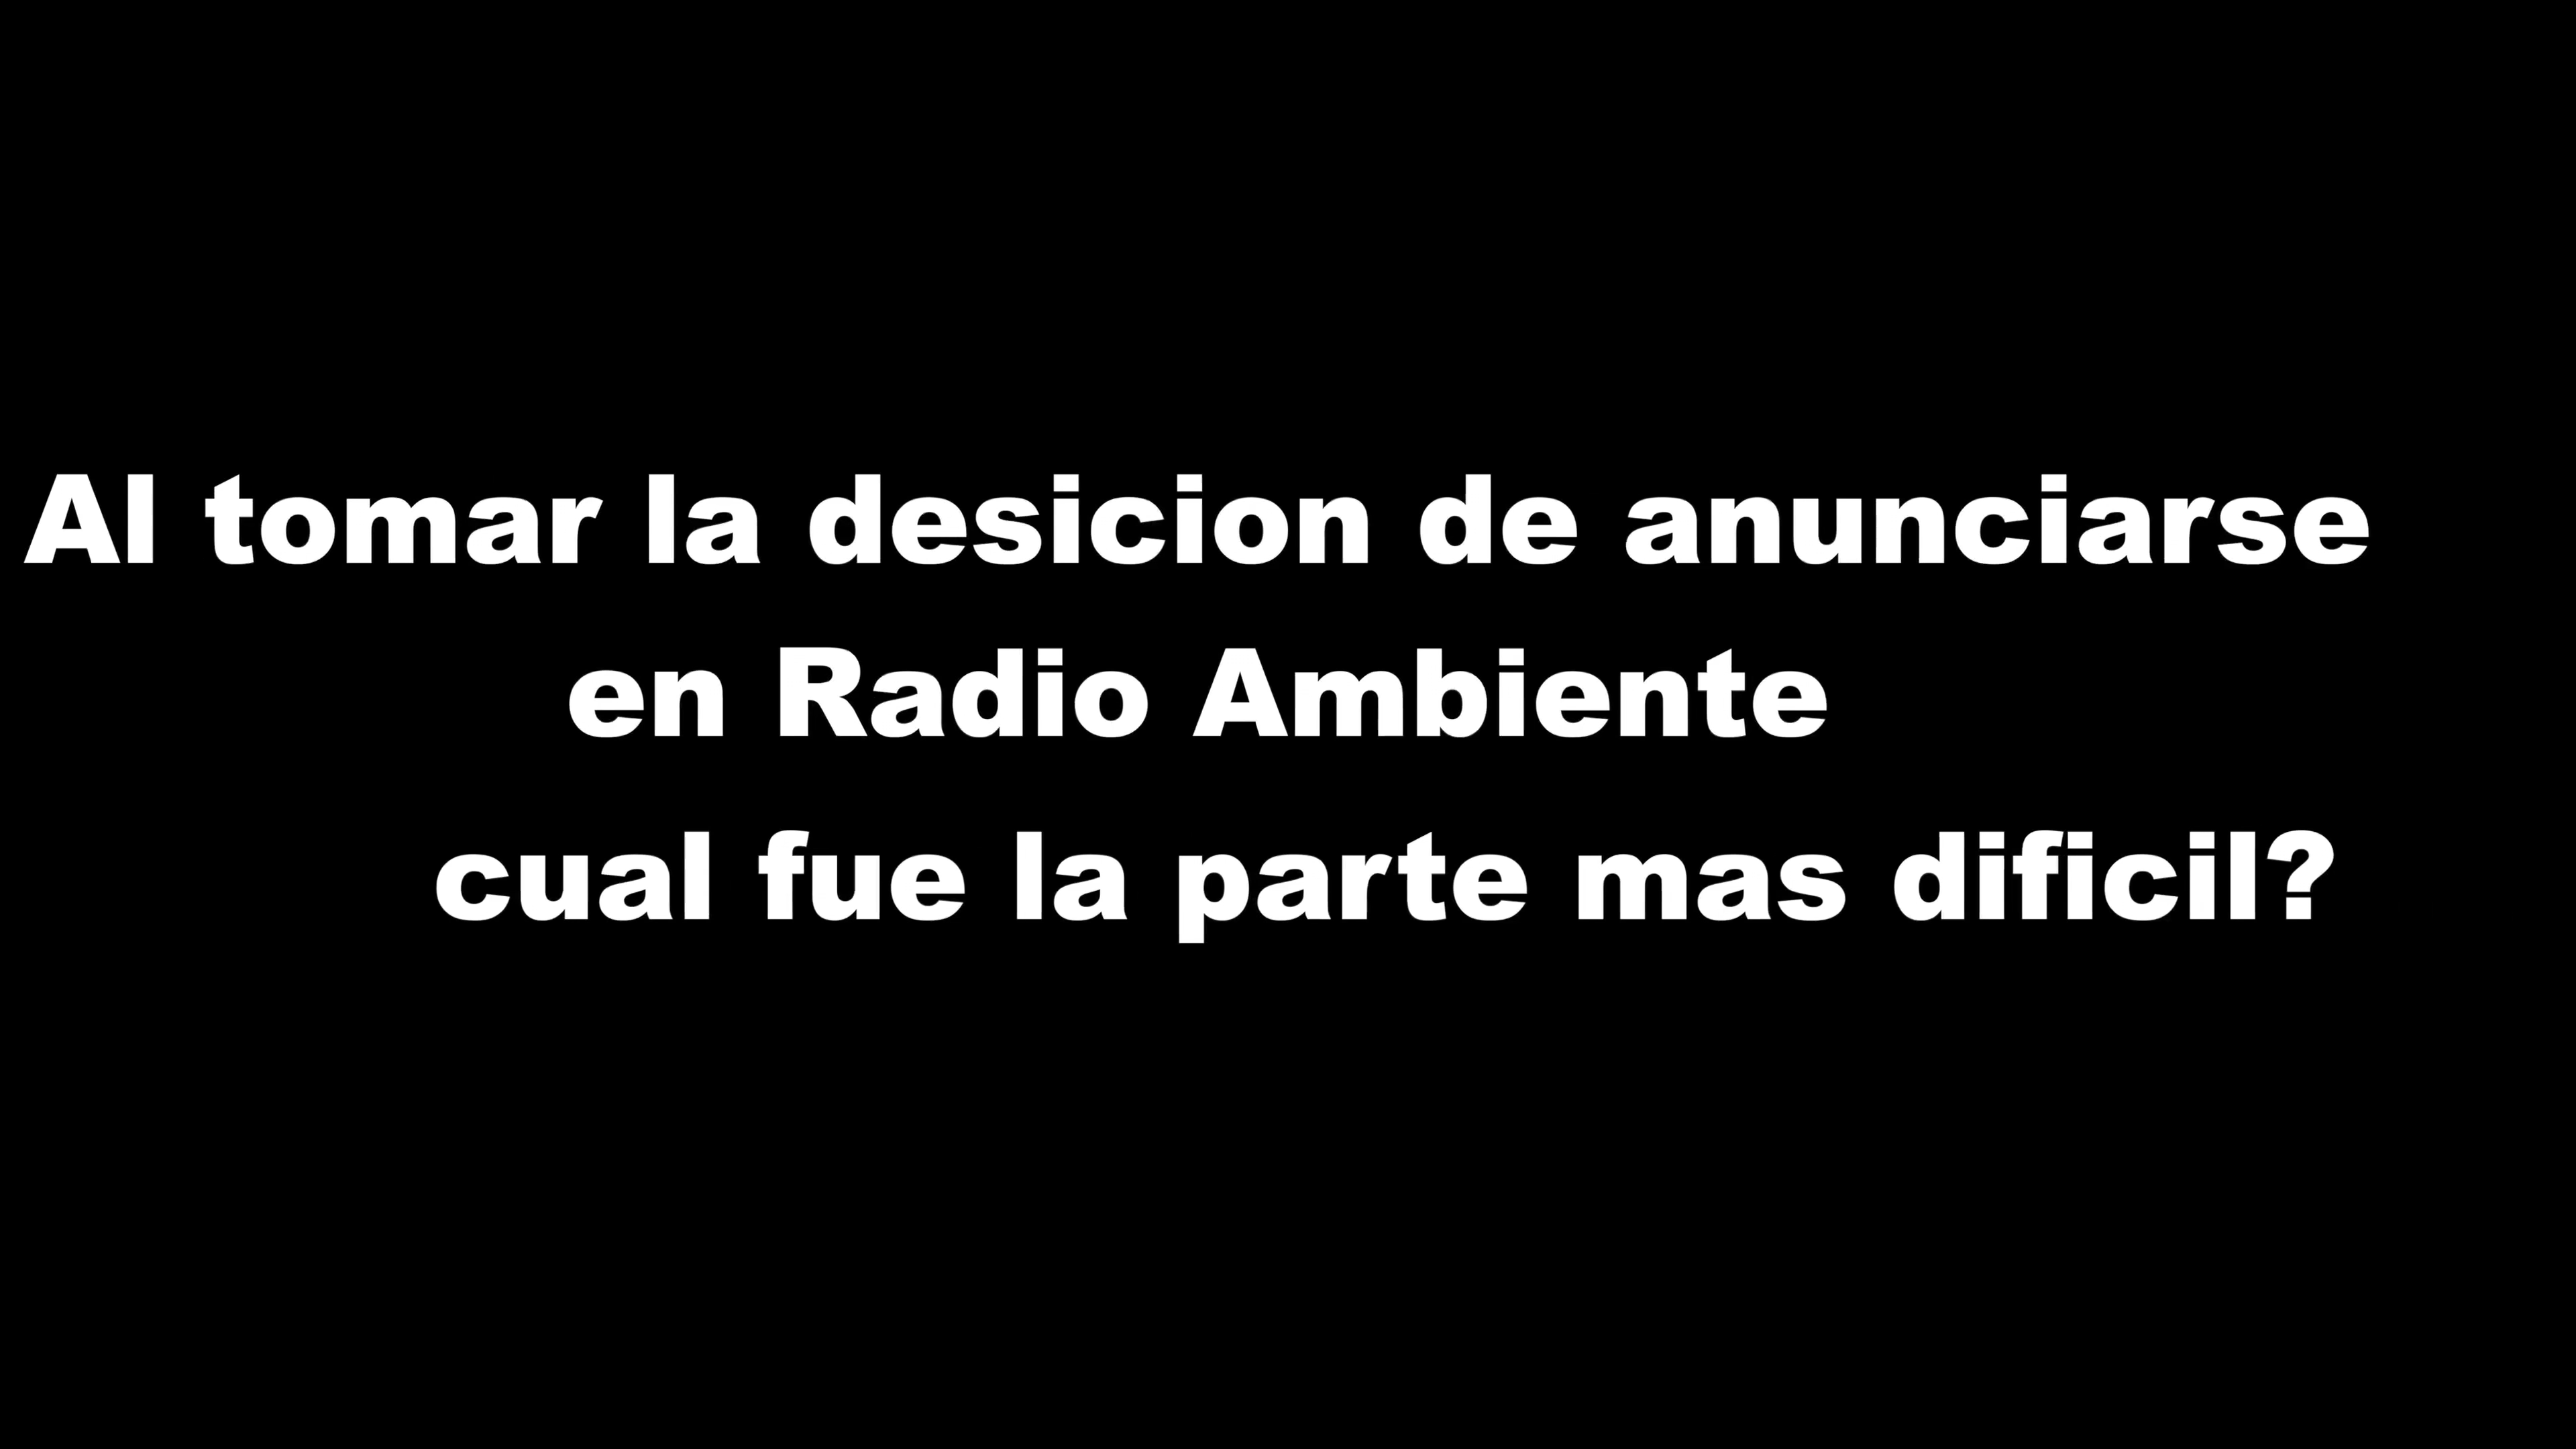 Al tomar la desicion de anunciarse
en Radio Ambiente
cual fue la parte mas dificil?